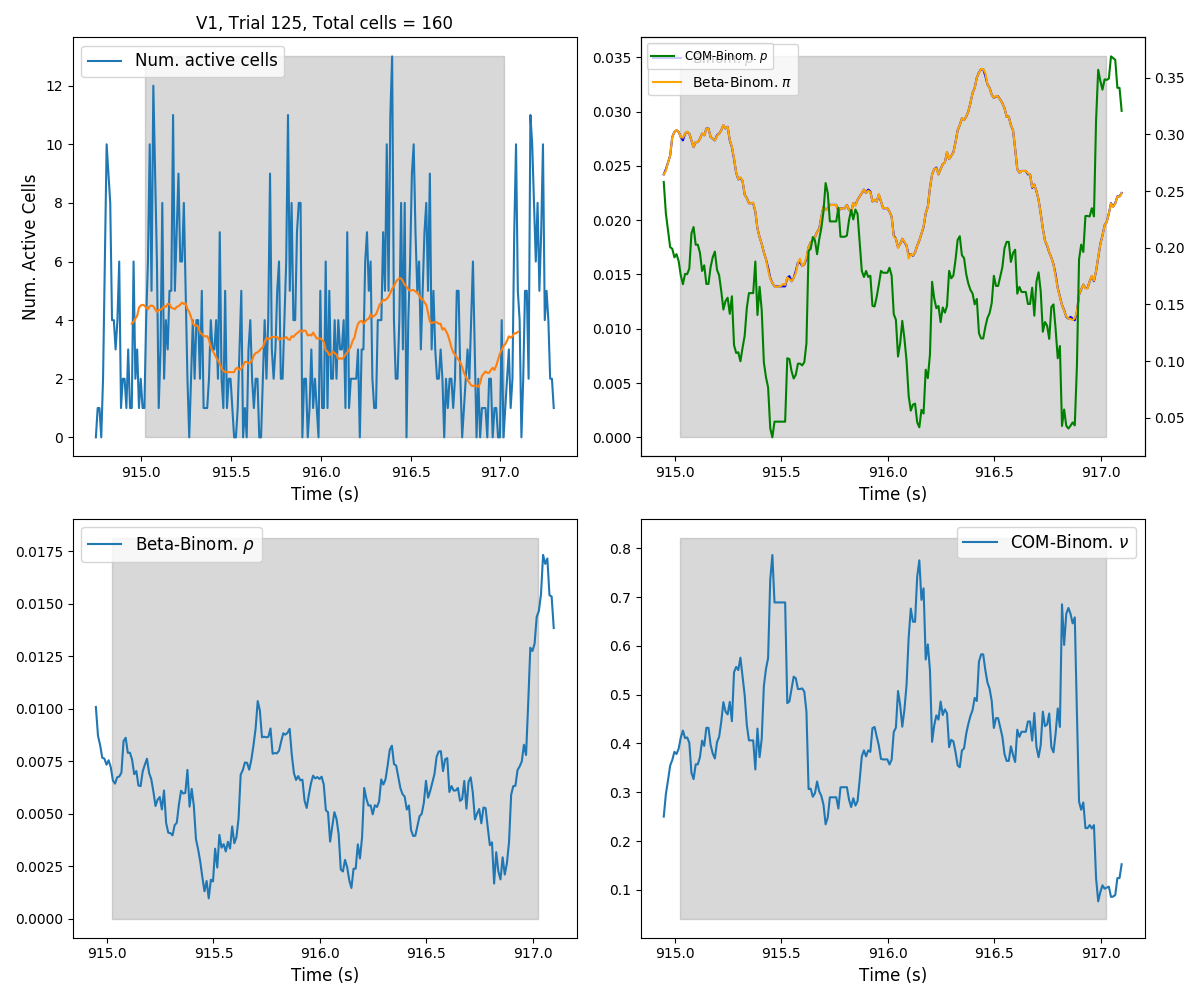 V1, Trial 125, Total cells = 160
Num. active cells
Num. Active Cells
12
10
8
6
4
2
0
915.0 915.5 916.0 916.5 917.0
Time (s)
COM-Binom. p
Beta-Binom. π
0.035
0.030
0.025
0.020
0.015
0.010
0.005
0.000
0.35
0.30
0.25
0.20
0.15
0.10
0.05
915.0 915.5 916.0 916.5 917.0
Time (s)
Beta-Binom. ρ
0.0175
0.0150
0.0125
0.0100
0.0075
0.0050
0.0025
0.0000
915.0 915.5 916.0 916.5 917.0
Time (s)
COM-Binom. ν
0.8
0.7
0.6
0.5
0.4
0.3
0.2
0.1
915.0 915.5 916.0 916.5 917.0
Time (s)